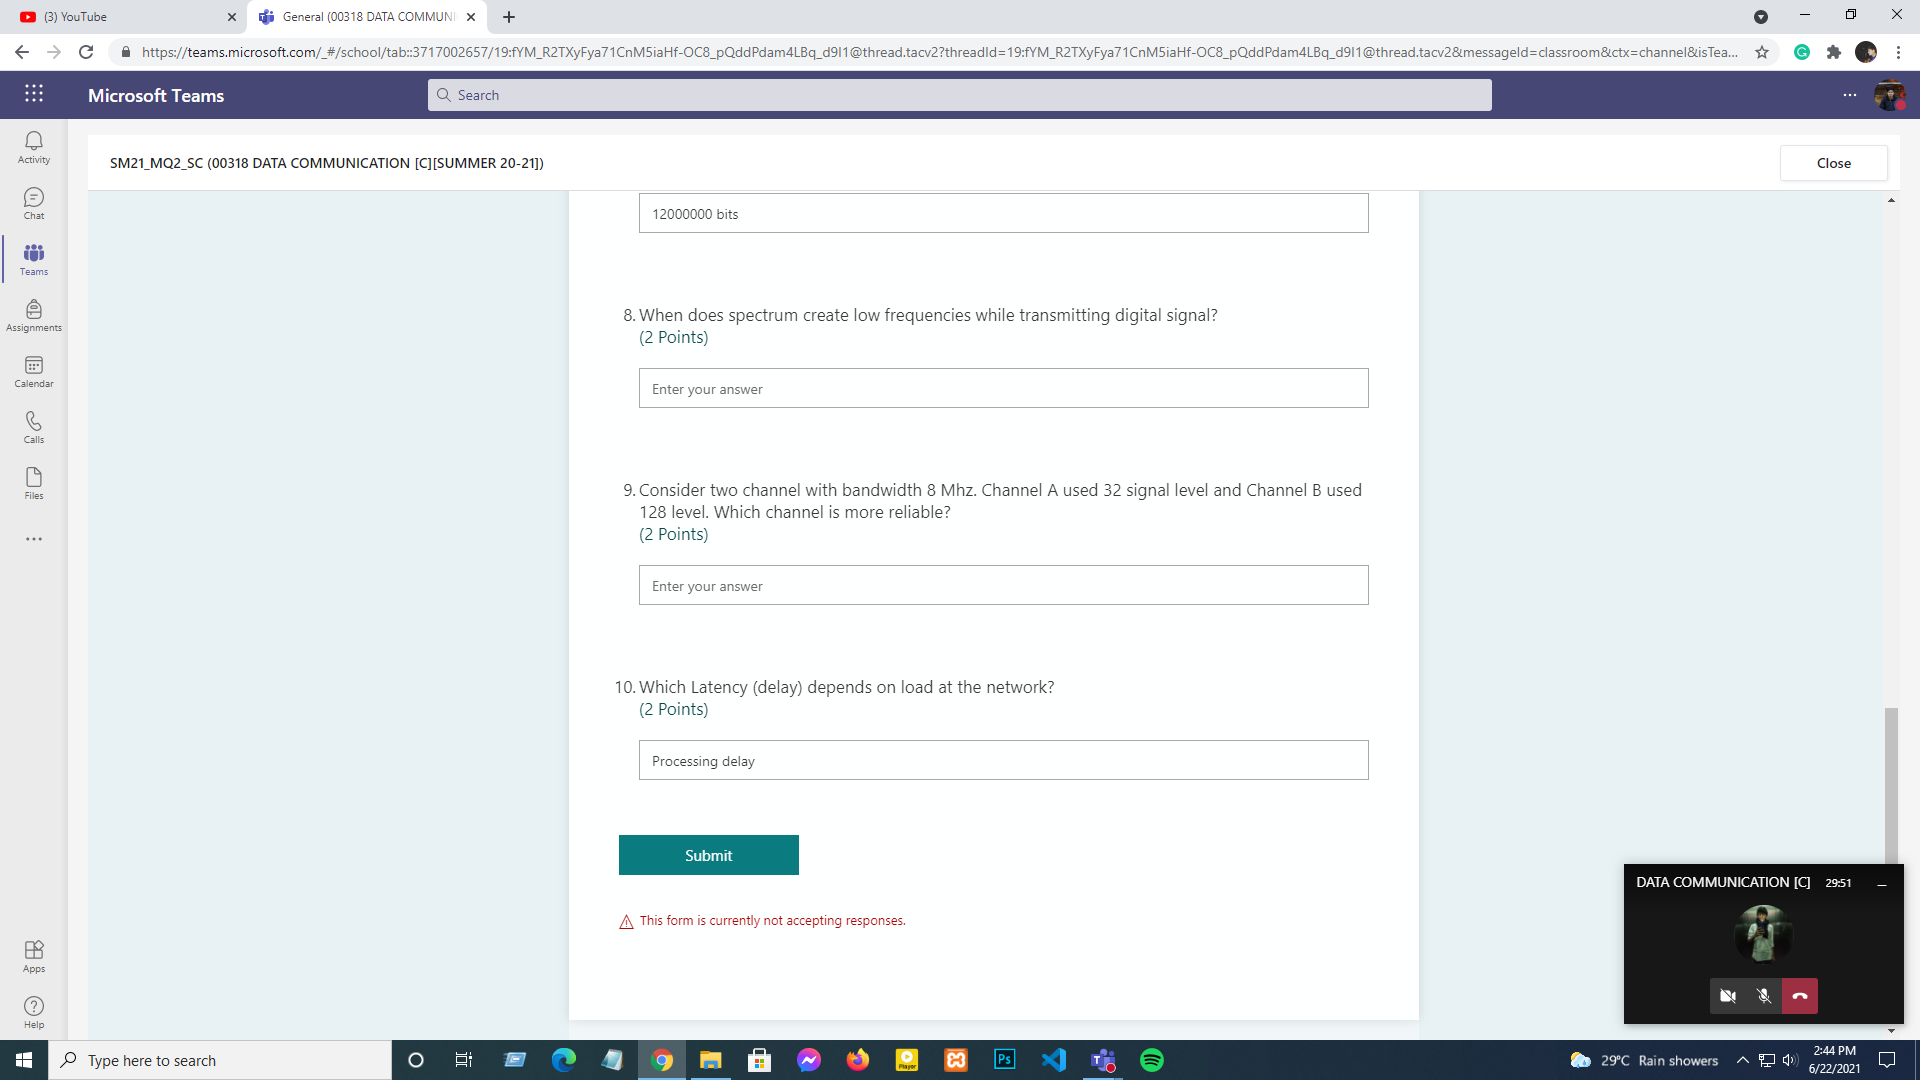 (3) YouTube
General (00318 DATA COMMUNI
https://teams.microsoft.com/_#/school/tab::3717002657/19:fYM_R2TXyFya71CnM5iaHf-OC8_pQddPdam4LBq_d9I1@thread.tacv2?threadId=19:fYM_R2TXyFya71CnM5iaHf-OC8_pQddPdam4LBq_d9I1@thread.tacv2&messageId=classroom&ctx=channel&isTea...
Microsoft Teams
Search
Activity
Chat
Teams
Assignments
Calendar
Calls
Files
Apps
Help
SM21_MQ2_SC (00318 DATA COMMUNICATION [C][SUMMER 20-21])
Close
12000000 bits
8. When does spectrum create low frequencies while transmitting digital signal?
(2 Points)
Enter your answer
9. Consider two channel with bandwidth 8 Mhz. Channel A used 32 signal level and Channel B used
128 level. Which channel is more reliable?
(2 Points)
Enter your answer
10. Which Latency (delay) depends on load at the network?
(2 Points)
Processing delay
Submit
This form is currently not accepting responses.
DATA COMMUNICATION [C] 29:51
Type here to search
Ps
Player
29°C Rain showers
2:44 PM
6/22/2021